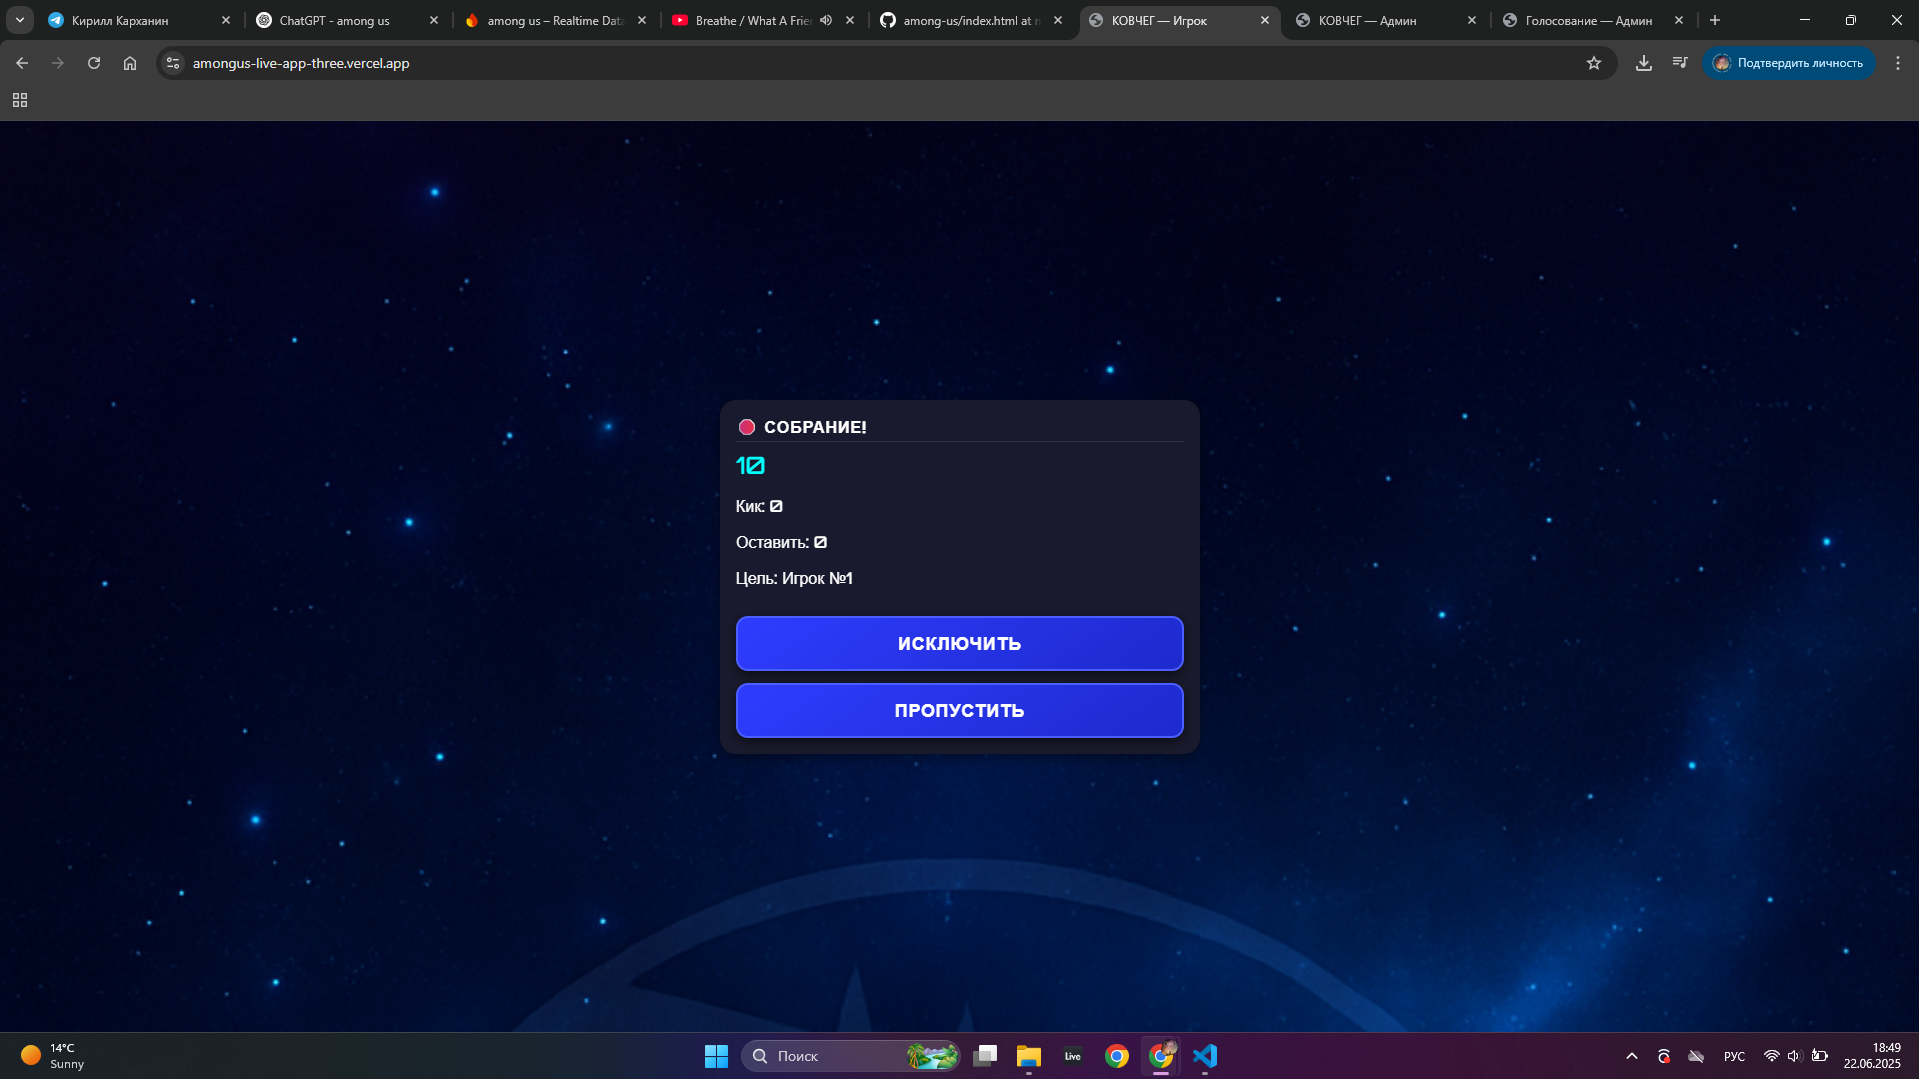 Кирилл Карханин
ChatGPT - among us
among us – Realtime Data
Breathe / What A Frie
among-us/index.html at
КОВЧЕГ — Игрок
КОВЧЕГ — Админ
Голосование — Админ
amongus-live-app-three.vercel.app
Подтвердить личность
СОБРАНИЕ!
10
Кик: 0
Оставить: 0
Цель: Игрок №1
ИСКЛЮЧИТЬ
ПРОПУСТИТЬ
14°C
Sunny
Поиск
Live
РУС
18:49
22.06.2025